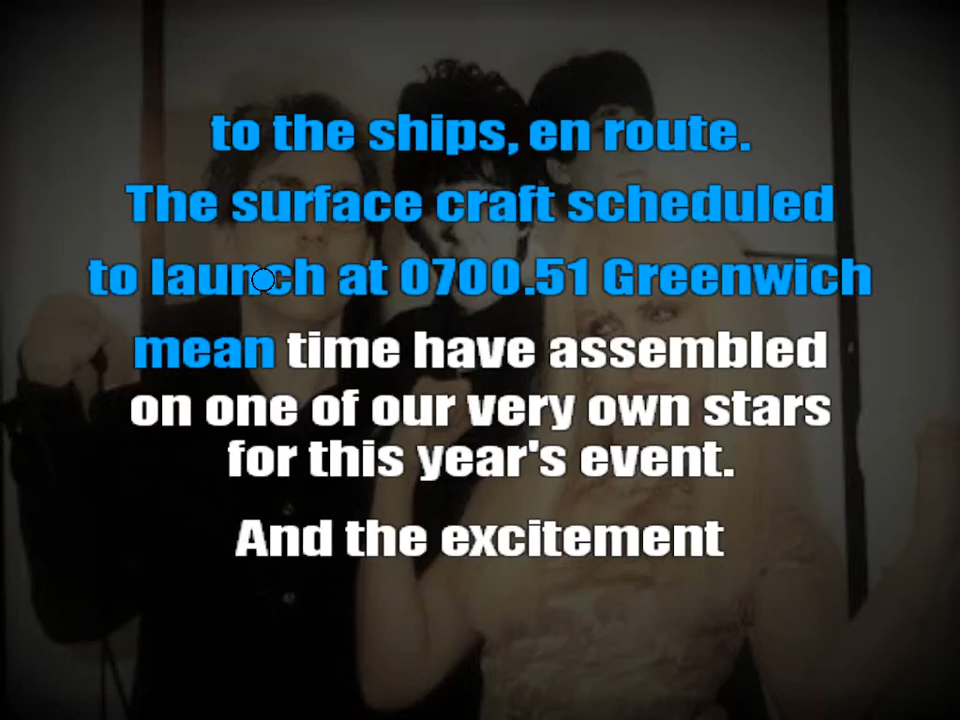 to the ships, en route.
The surface craft scheduled
to launch at 0700.51 Greenwich
mean time have assembled
on one of our very own stars
for this year's event.
And the excitement